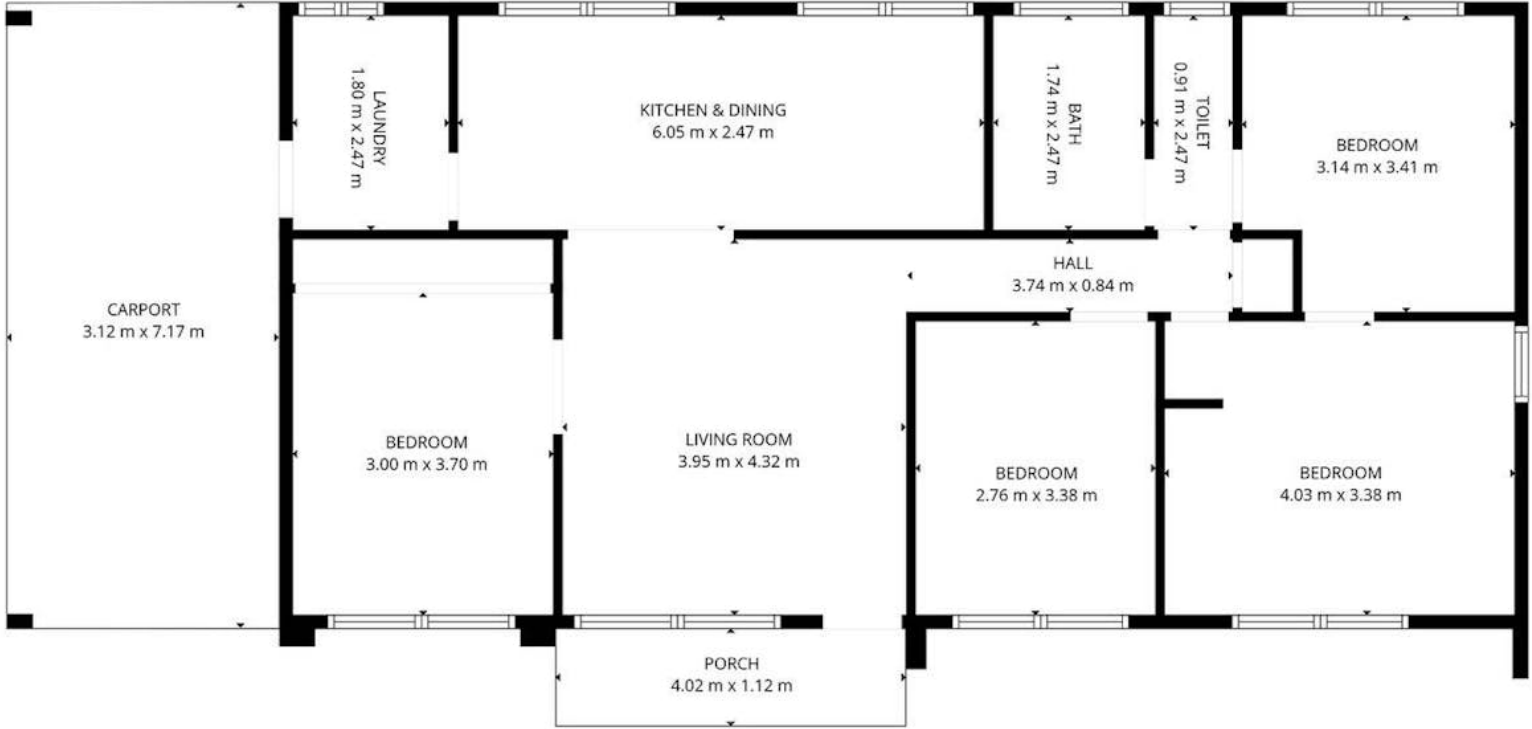 LAUNDRY
1.80 m x 2.47 m
KITCHEN & DINING
6.05 m x 2.47 m
BATH
1.74 m x 2.47 m
TOILET
0.91 m x 2.47 m
BEDROOM
3.14 m x 3.41 m
HALL
3.74 m x 0.84 m
CARPORT
3.12 m x 7.17 m
BEDROOM
3.00 m x 3.70 m
LIVING ROOM
3.95 m x 4.32 m
BEDROOM
2.76 m x 3.38 m
BEDROOM
4.03 m x 3.38 m
PORCH
4.02 m x 1.12 m